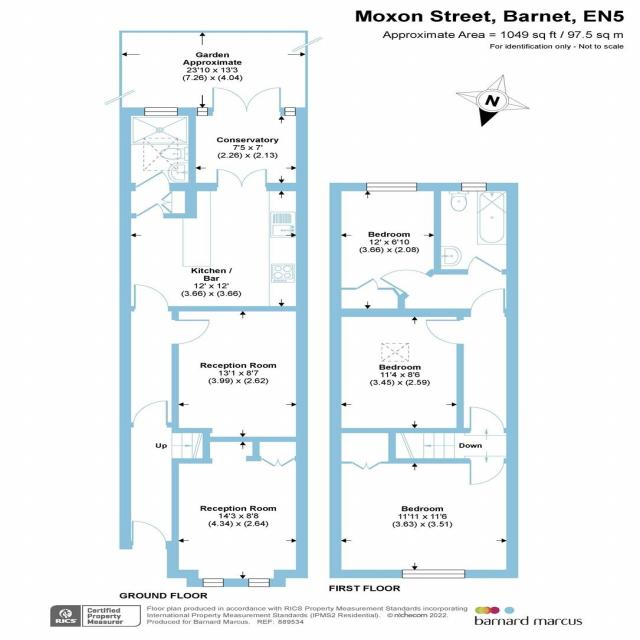 Moxon Street, Barnet, EN5
Approximate Area = 1049 sq ft / 97.5 sq m
For identification only - Not to scale
N
Garden
Approximate
23'10 x 13'3
(7.26) x (4.04)
Conservatory
7'5 x 7'
(2.26) x (2.13)
Kitchen /
Bar
12' x 12'
(3.66) x (3.66)
Reception Room
13'1 x 8'7
(3.99) x (2.62)
Up
Reception Room
14'3 x 8'8
(4.34) x (2.64)
GROUND FLOOR
Bedroom
12' x 6'10
(3.66) x (2.08)
Bedroom
11'4 x 8'6
(3.45) x (2.59)
Down
Bedroom
11'11 x 11'6
(3.63) x (3.51)
FIRST FLOOR
RICS
Certified
Property
Measurer
Floor plan produced in accordance with RICS Property Measurement Standards incorporating
International Property Measurement Standards (IPMS2 Residential). © nichecom 2022.
Produced for Barnard Marcus. REF: 889534
barnard marcus